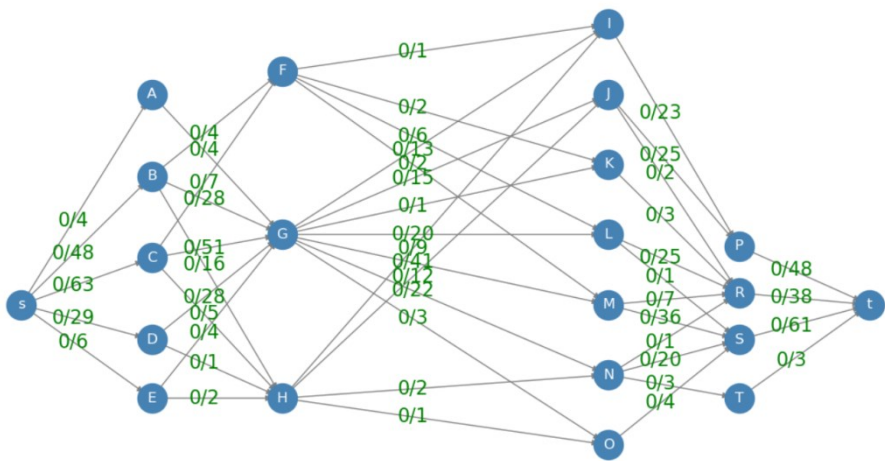 I
0/1
F
A
J
0/2
0/23
0/4
0/4
0/6
0/13
0/2
0/25
0/2
K
B
0/7
0/28
0/15
0/1
0/3
0/4
G
0/20
L
P
0/48
0/51
0/9
0/48
C
0/16
0/41
0/25
0/63
0/12
0/1
0/28
0/22
R
s
0/5
0/3
M
0/7
0/38
t
0/29
0/4
0/36
0/61
0/6
D
0/1
0/1
S
0/20
0/3
N
0/3
E
0/2
H
0/2
0/4
T
0/1
O